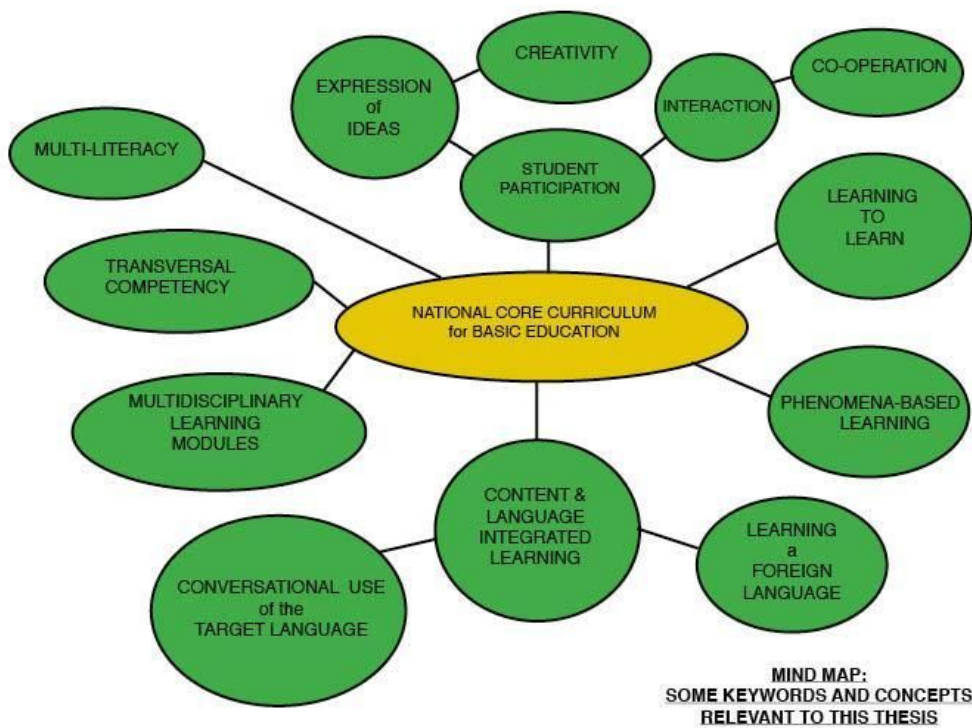 CREATIVITY
EXPRESSION
of
IDEAS
CO-OPERATION
INTERACTION
MULTI-LITERACY
STUDENT
PARTICIPATION
LEARNING
TO
LEARN
TRANSVERSAL
COMPETENCY
NATIONAL CORE CURRICULUM
for BASIC EDUCATION
MULTIDISCIPLINARY
LEARNING
MODULES
PHENOMENA-BASED
LEARNING
CONTENT &
LANGUAGE
INTEGRATED
LEARNING
LEARNING
a
FOREIGN
LANGUAGE
CONVERSATIONAL USE
of the
TARGET LANGUAGE
MIND MAP:
SOME KEYWORDS AND CONCEPTS
RELEVANT TO THIS THESIS